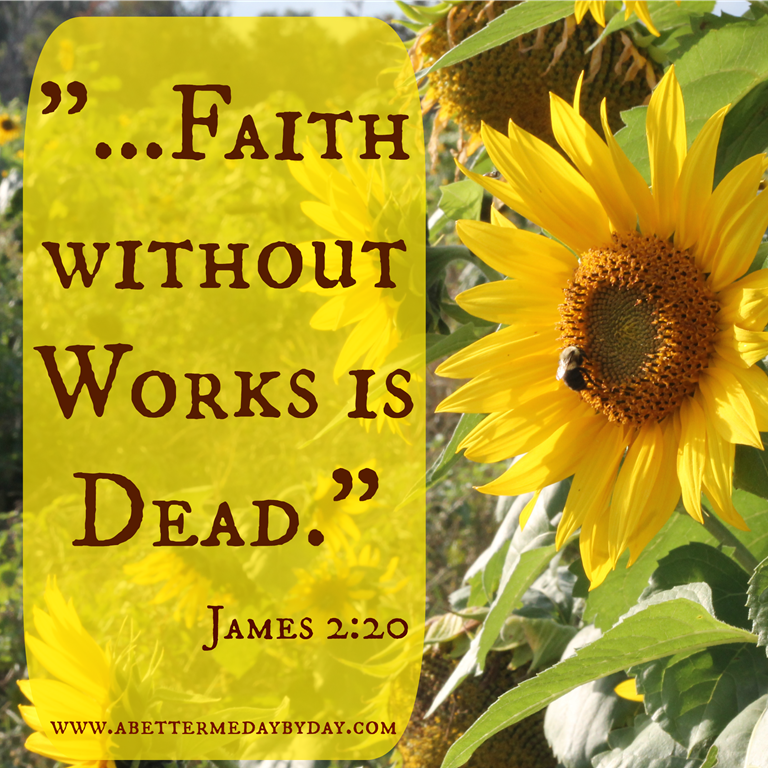 ”...Faith
without
Works is
Dead.”
James 2:20
www.abettermedaybyday.com